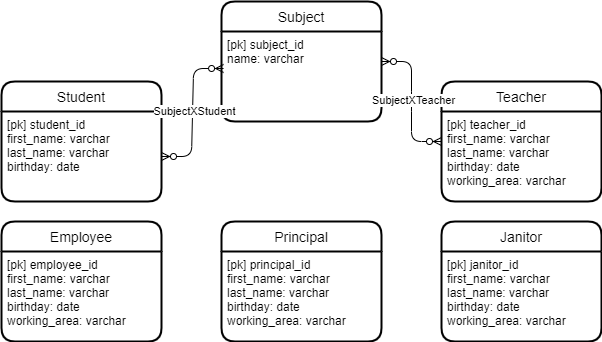 Subject
[pk] subject_id
name: varchar
Student
[pk] student_id
first_name: varchar
last_name: varchar
birthday: date
SubjectXStudent
SubjectXTeacher
Teacher
[pk] teacher_id
first_name: varchar
last_name: varchar
birthday: date
working_area: varchar
Employee
[pk] employee_id
first_name: varchar
last_name: varchar
birthday: date
working_area: varchar
Principal
[pk] principal_id
first_name: varchar
last_name: varchar
birthday: date
working_area: varchar
Janitor
[pk] janitor_id
first_name: varchar
last_name: varchar
birthday: date
working_area: varchar